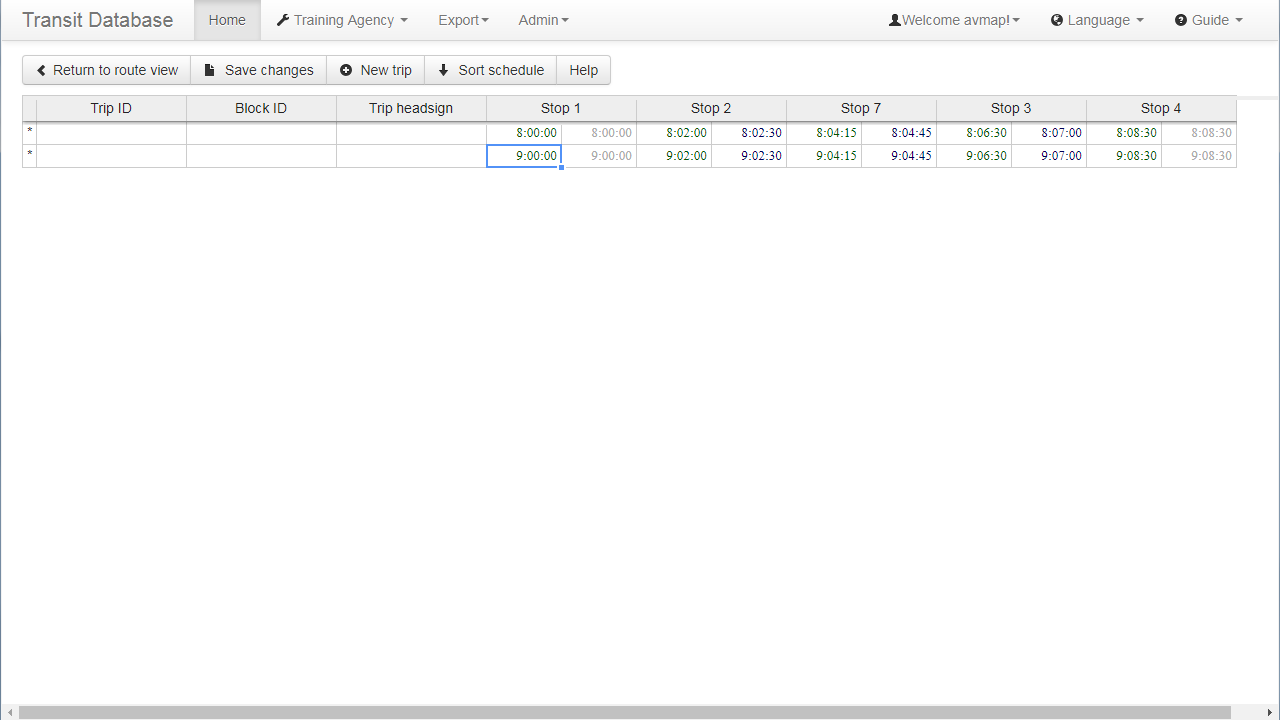 Transit Database Home Training Agency Export Admin Welcome avmap! Language Guide
Return to route view Save changes New trip Sort schedule Help
Trip ID Block ID Trip headsign Stop 1 Stop 2 Stop 7 Stop 3 Stop 4
* 8:00:00 8:00:00 8:02:00 8:02:30 8:04:15 8:04:45 8:06:30 8:07:00 8:08:30 8:08:30
* 9:00:00 9:00:00 9:02:00 9:02:30 9:04:15 9:04:45 9:06:30 9:07:00 9:08:30 9:08:30